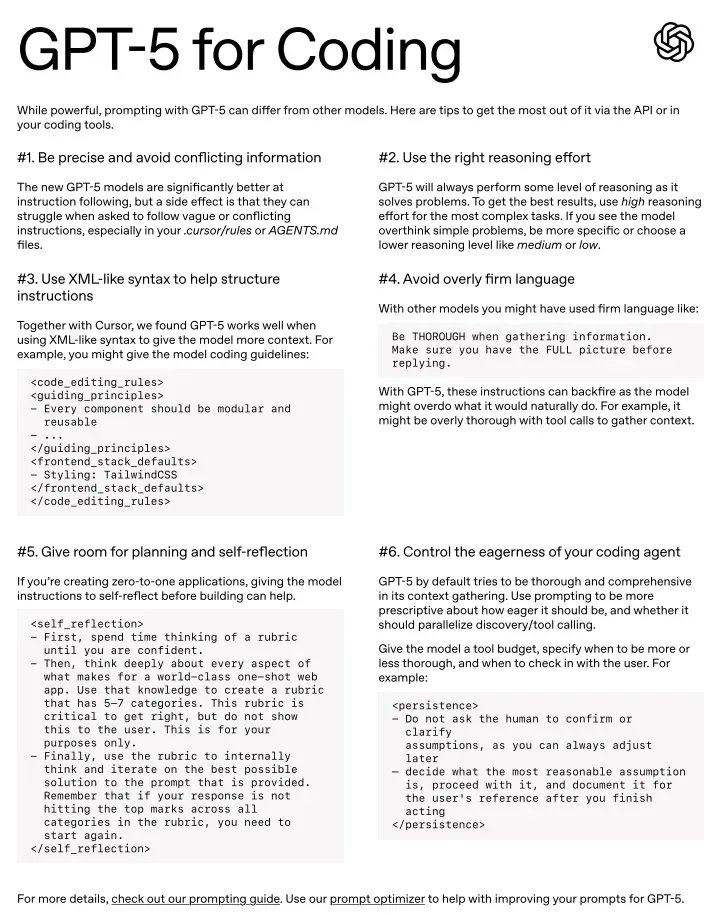 GPT-5 for Coding
While powerful, prompting with GPT-5 can differ from other models. Here are tips to get the most out of it via the API or in
your coding tools.
#1. Be precise and avoid conflicting information
The new GPT-5 models are significantly better at
instruction following, but a side effect is that they can
struggle when asked to follow vague or conflicting
instructions, especially in your .cursor/rules or AGENTS.md
files.
#2. Use the right reasoning effort
GPT-5 will always perform some level of reasoning as it
solves problems. To get the best results, use high reasoning
effort for the most complex tasks. If you see the model
overthink simple problems, be more specific or choose a
lower reasoning level like medium or low.
#3. Use XML-like syntax to help structure
instructions
Together with Cursor, we found GPT-5 works well when
using XML-like syntax to give the model more context. For
example, you might give the model coding guidelines:
<code_editing_rules>
<guiding_principles>
– Every component should be modular and
reusable
– ...
</guiding_principles>
<frontend_stack_defaults>
– Styling: TailwindCSS
</frontend_stack_defaults>
</code_editing_rules>
#4. Avoid overly firm language
With other models you might have used firm language like:
Be THOROUGH when gathering information.
Make sure you have the FULL picture before
replying.
With GPT-5, these instructions can backfire as the model
might overdo what it would naturally do. For example, it
might be overly thorough with tool calls to gather context.
#5. Give room for planning and self-reflection
If you're creating zero-to-one applications, giving the model
instructions to self-reflect before building can help.
<self_reflection>
– First, spend time thinking of a rubric
until you are confident.
– Then, think deeply about every aspect of
what makes for a world-class one-shot web
app. Use that knowledge to create a rubric
that has 5–7 categories. This rubric is
critical to get right, but do not show
this to the user. This is for your
purposes only.
– Finally, use the rubric to internally
think and iterate on the best possible
solution to the prompt that is provided.
Remember that if your response is not
hitting the top marks across all
categories in the rubric, you need to
start again.
</self_reflection>
#6. Control the eagerness of your coding agent
GPT-5 by default tries to be thorough and comprehensive
in its context gathering. Use prompting to be more
prescriptive about how eager it should be, and whether it
should parallelize discovery/tool calling.
Give the model a tool budget, specify when to be more or
less thorough, and when to check in with the user. For
example:
<persistence>
– Do not ask the human to confirm or
clarify
assumptions, as you can always adjust
later
– decide what the most reasonable assumption
is, proceed with it, and document it for
the user's reference after you finish
acting
</persistence>
For more details, check out our prompting guide. Use our prompt optimizer to help with improving your prompts for GPT-5.